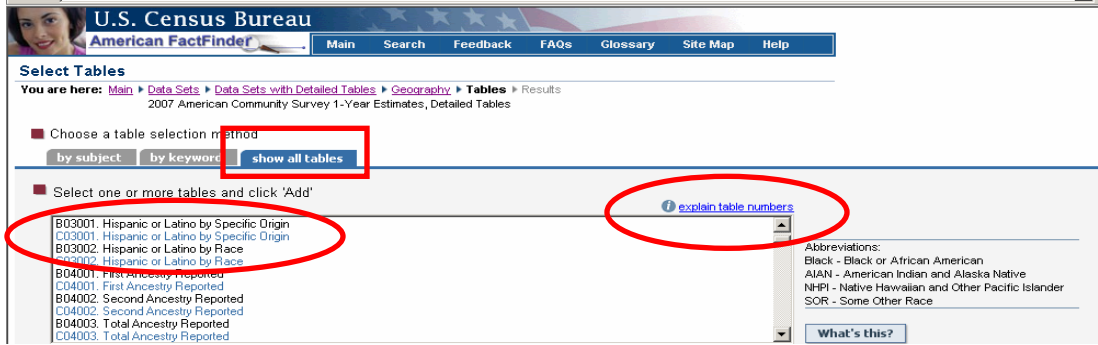 U.S. Census Bureau
American FactFinder
Main Search Feedback FAQs Glossary Site Map Help
Select Tables
You are here: Main ▸ Data Sets ▸ Data Sets with Detailed Tables ▸ Geography ▸ Tables ▸ Results
2007 American Community Survey 1-Year Estimates, Detailed Tables
Choose a table selection method
by subject by keyword show all tables
Select one or more tables and click 'Add'
explain table numbers
B03001. Hispanic or Latino by Specific Origin
C03001. Hispanic or Latino by Specific Origin
B03002. Hispanic or Latino by Race
C03002. Hispanic or Latino by Race
B04001. First Ancestry Reported
C04001. First Ancestry Reported
B04002. Second Ancestry Reported
C04002. Second Ancestry Reported
B04003. Total Ancestry Reported
C04003. Total Ancestry Reported
Abbreviations:
Black - Black or African American
AIAN - American Indian and Alaska Native
NHPI - Native Hawaiian and Other Pacific Islander
SOR - Some Other Race
What's this?